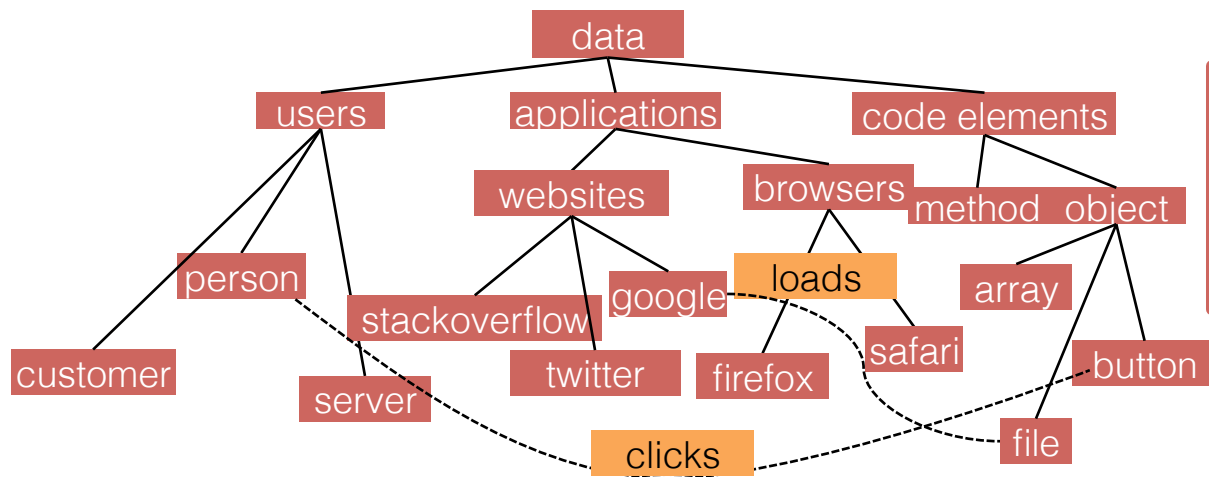 data
users
applications
code elements
websites
browsers
method
object
person
loads
array
google
stackoverflow
safari
button
customer
twitter
firefox
server
file
clicks